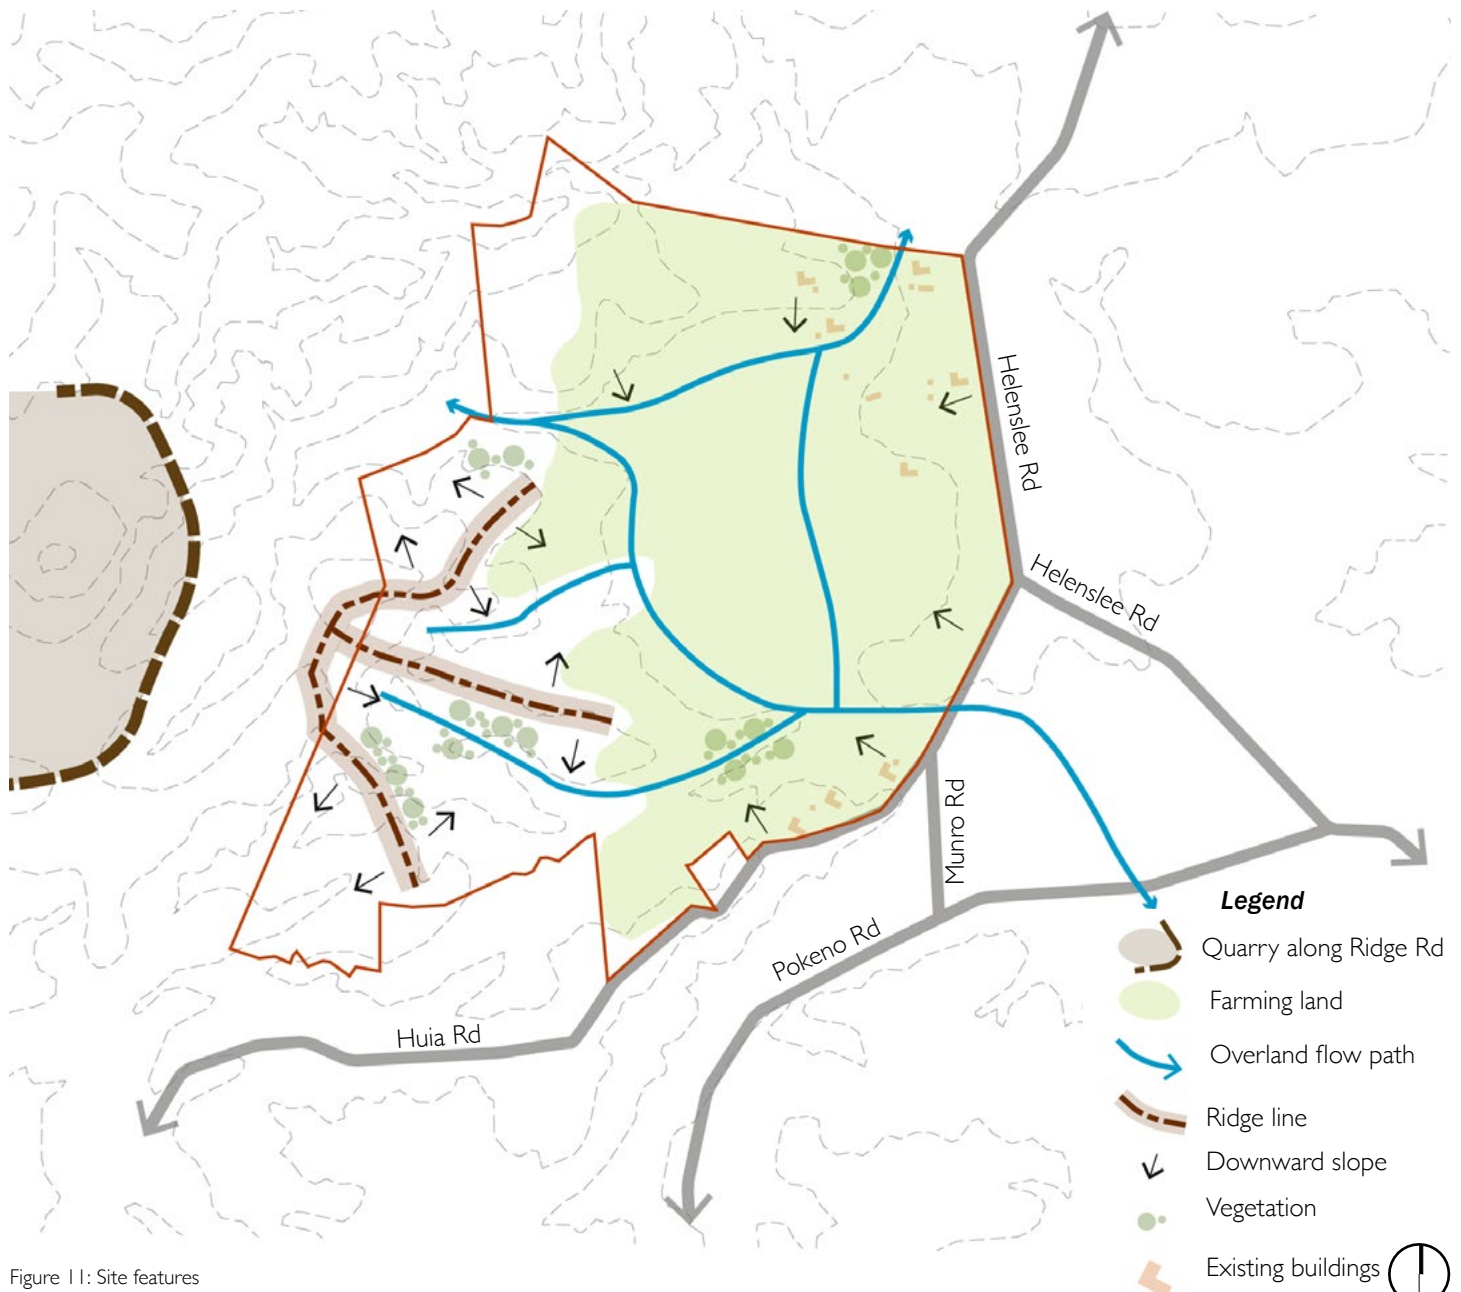 Helenslee Rd
Helenslee Rd
Munro Rd
Pokeno Rd
Huia Rd
Legend
Quarry along Ridge Rd
Farming land
Overland flow path
Ridge line
Downward slope
Vegetation
Existing buildings
Figure 11: Site features